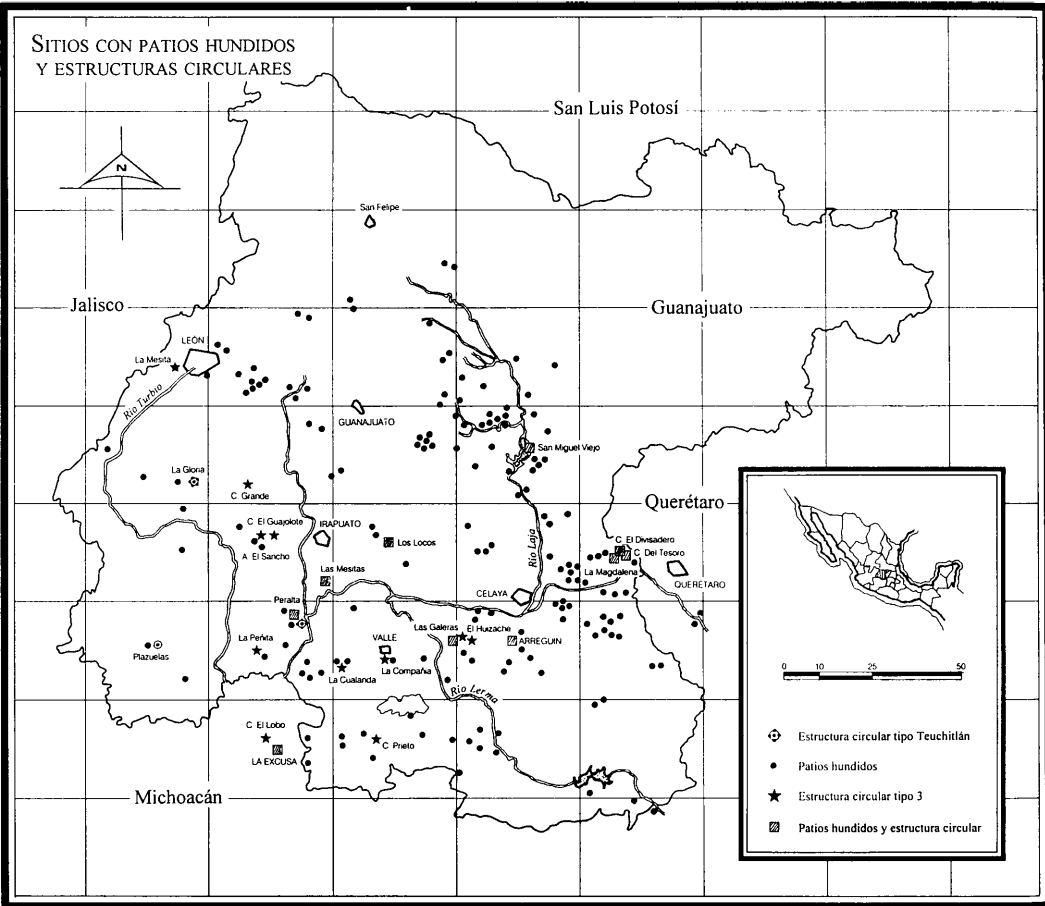 SITIOS CON PATIOS HUNDIDOS
Y ESTRUCTURAS CIRCULARES
San Luis Potosí
N
San Felipe
Jalisco
Guanajuato
LEÓN
La Mesita
Río Turbio
GUANAJUATO
San Miguel Viejo
La Gloria
C. Grande
Querétaro
C. El Guajolote
IRAPUATO
Los Locos
A. El Sancho
Río Laja
C. El Divisadero
C. Del Tesoro
La Magdalena
QUERÉTARO
Las Mesitas
CELAYA
Peralta
Las Galeras
El Huizache
ARREGUIN
VALLE
La Peñita
Plazuelas
La Compañia
La Cualanda
Río Lerma
C. El Lobo
C. Prieto
LA EXCUSA
Michoacán
0 10 25 50
Estructura circular tipo Teuchitlán
Patios hundidos
Estructura circular tipo 3
Patios hundidos y estructura circular